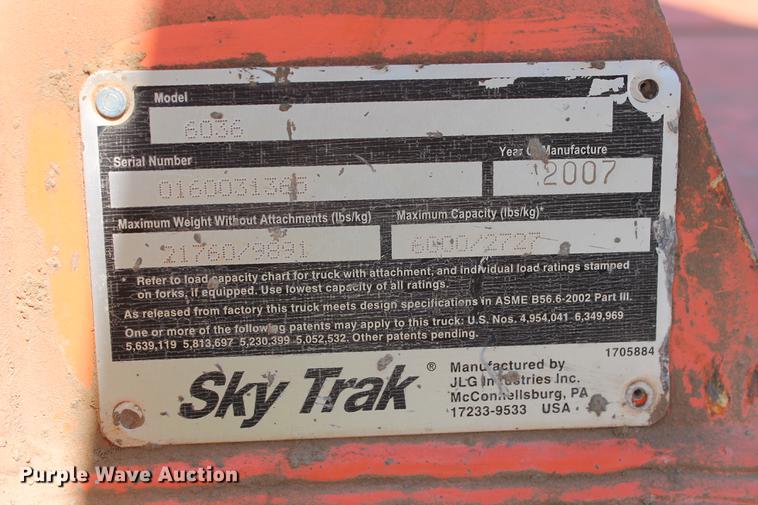 Model
6036
Serial Number
Year Of Manufacture
2007
Maximum Weight Without Attachments (lbs/kg)
Maximum Capacity (lbs/kg)*
21760/9891
6000/2727
* Refer to load capacity chart for truck with attachment, and individual load ratings stamped
on forks, if equipped. Use lowest capacity of all ratings.
As released from factory this truck meets design specifications in ASME B56.6-2002 Part III.
One or more of the following patents may apply to this truck: U.S. Nos. 4,954,041 6,349,969
5,639,119 5,813,697 5,230,399 5,052,532. Other patents pending.
1705884
Sky Trak ®
Manufactured by
JLG Industries Inc.
McConnellsburg, PA
17233-9533 USA
Purple Wave Auction